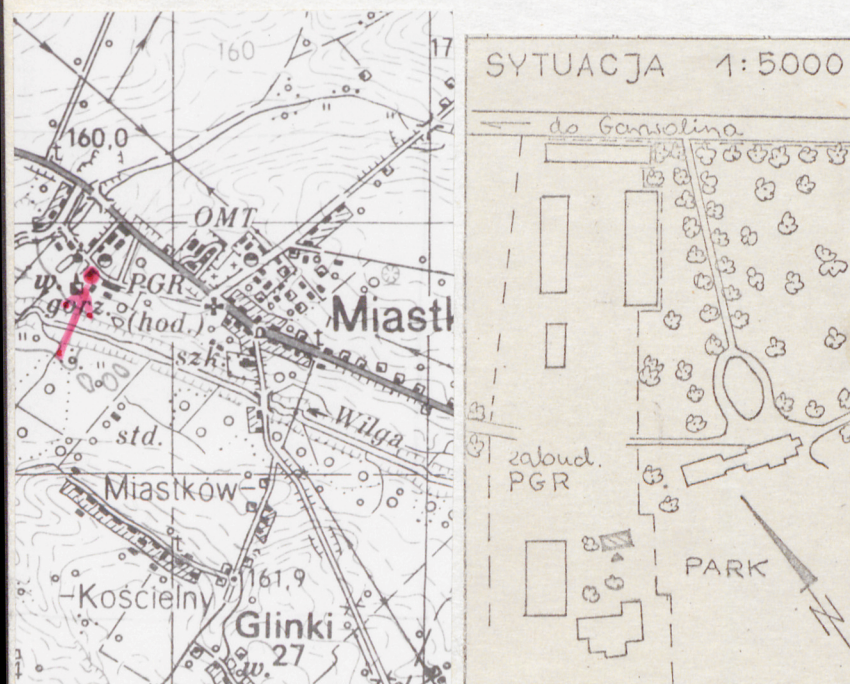 160
17
160,0
t
OMT
w.
PGR
gorz.
(hod.)
Miastk
t
szk.
Wilga
std.
Miastków-
t
161,9
-Kościelny
Glinki
27
w.
SYTUACJA 1:5000
do Garwolina
zabud.
PGR
PARK
N